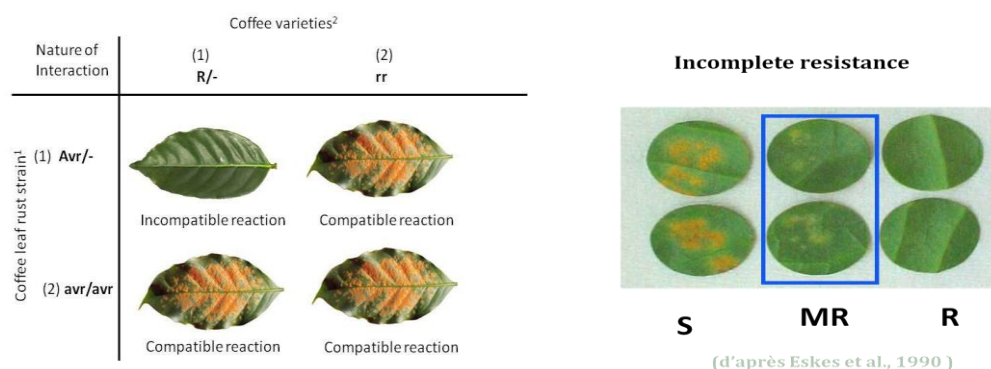 Coffee varieties²
Nature of
Interaction
(1)
R/-
(2)
rr
Coffee leaf rust strain¹
(1) Avr/-
Incompatible reaction
Compatible reaction
(2) avr/avr
Compatible reaction
Compatible reaction
Incomplete resistance
S
MR
R
(d'après Eskes et al., 1990 )